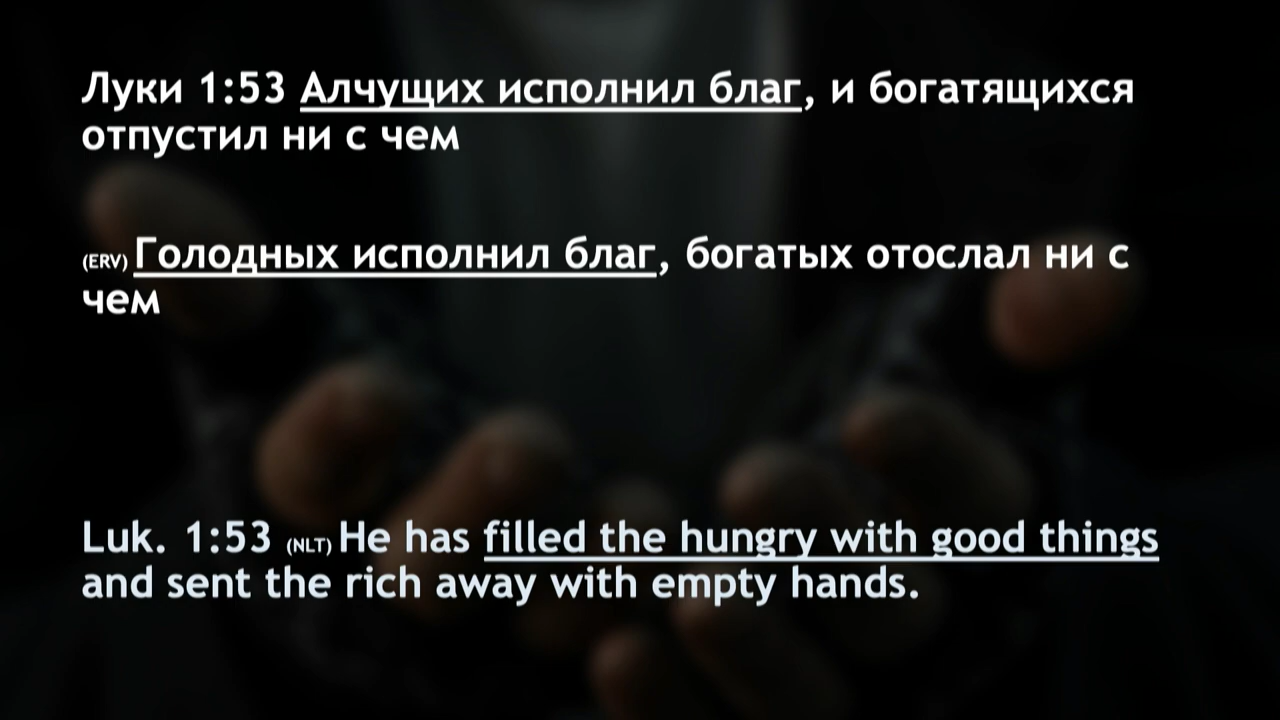 Луки 1:53 Алчущих исполнил благ, и богатящихся
отпустил ни с чем
(ERV) Голодных исполнил благ, богатых отослал ни с
чем
Luk. 1:53 (NLT) He has filled the hungry with good things
and sent the rich away with empty hands.